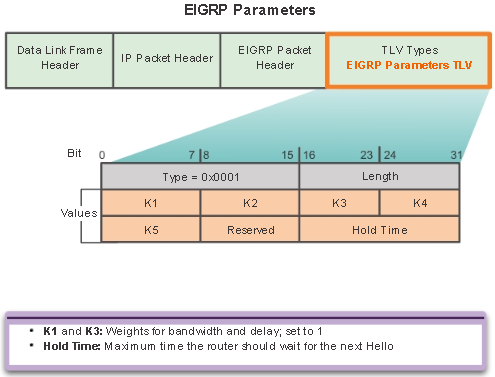 EIGRP Parameters
Data Link Frame Header
IP Packet Header
EIGRP Packet Header
TLV Types
EIGRP Parameters TLV
Bit 0 7 8 15 16 23 24 31
Type = 0x0001 Length
Values
K1 K2 K3 K4
K5 Reserved Hold Time
• K1 and K3: Weights for bandwidth and delay; set to 1
• Hold Time: Maximum time the router should wait for the next Hello